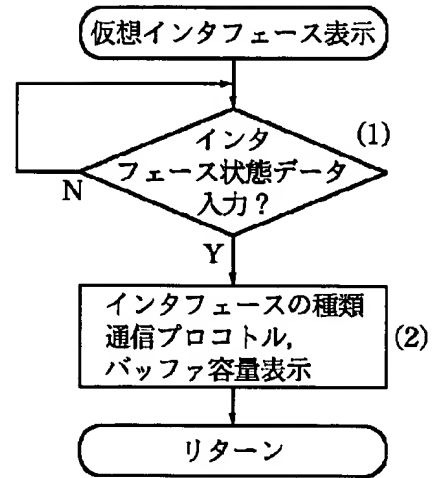 仮想インタフェース表示
インタ
フェース状態データ
入力？
(1)
N
Y
インタフェースの種類
通信プロコトル,
バッファ容量表示
(2)
リターン